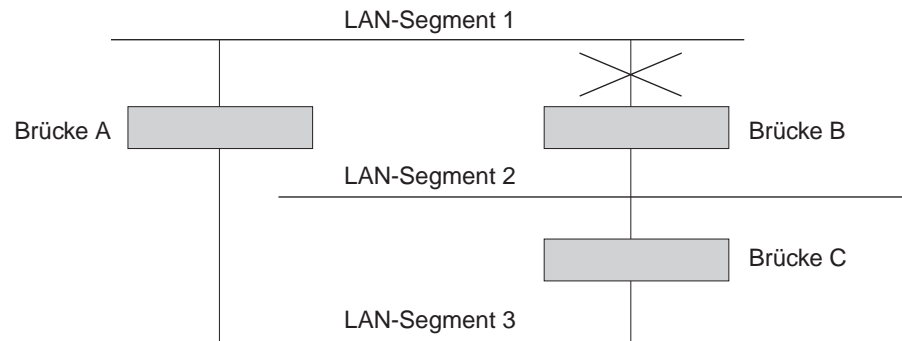 LAN-Segment 1
Brücke A
Brücke B
LAN-Segment 2
Brücke C
LAN-Segment 3